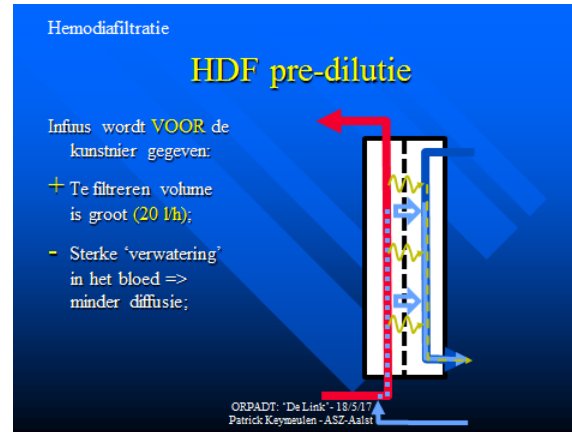 Hemodiafiltratie
HDF pre-dilutie
Infuus wordt VOOR de
kunstnier gegeven:
+ Te filtreren volume
is groot (20 l/h);
- Sterke ‘verwatering’
in het bloed =>
minder diffusie;
ORPADT: ‘De Link’- 18/5/17
Patrick Keymeulen - ASZ-Aalst